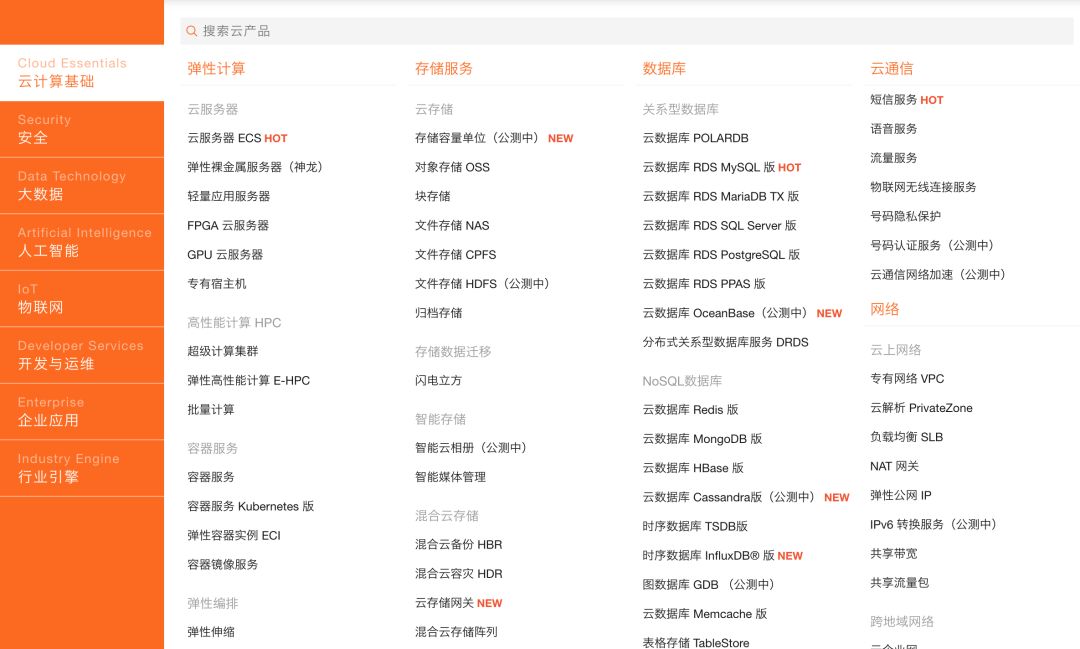 搜索云产品
Cloud Essentials
云计算基础
Security
安全
Data Technology
大数据
Artificial Intelligence
人工智能
IoT
物联网
Developer Services
开发与运维
Enterprise
企业应用
Industry Engine
行业引擎
弹性计算
云服务器
云服务器 ECS HOT
弹性裸金属服务器（神龙）
轻量应用服务器
FPGA 云服务器
GPU 云服务器
专有宿主机
高性能计算 HPC
超级计算集群
弹性高性能计算 E-HPC
批量计算
容器服务
容器服务
容器服务 Kubernetes 版
弹性容器实例 ECI
容器镜像服务
弹性编排
弹性伸缩
存储服务
云存储
存储容量单位（公测中） NEW
对象存储 OSS
块存储
文件存储 NAS
文件存储 CPFS
文件存储 HDFS（公测中）
归档存储
存储数据迁移
闪电立方
智能存储
智能云相册（公测中）
智能媒体管理
混合云存储
混合云备份 HBR
混合云容灾 HDR
云存储网关 NEW
混合云存储阵列
数据库
关系型数据库
云数据库 POLARDB
云数据库 RDS MySQL 版 HOT
云数据库 RDS MariaDB TX 版
云数据库 RDS SQL Server 版
云数据库 RDS PostgreSQL 版
云数据库 RDS PPAS 版
云数据库 OceanBase（公测中） NEW
分布式关系型数据库服务 DRDS
NoSQL数据库
云数据库 Redis 版
云数据库 MongoDB 版
云数据库 HBase 版
云数据库 Cassandra版（公测中） NEW
时序数据库 TSDB版
时序数据库 InfluxDB® 版 NEW
图数据库 GDB （公测中）
云数据库 Memcache 版
表格存储 TableStore
云通信
短信服务 HOT
语音服务
流量服务
物联网无线连接服务
号码隐私保护
号码认证服务（公测中）
云通信网络加速（公测中）
网络
云上网络
专有网络 VPC
云解析 PrivateZone
负载均衡 SLB
NAT 网关
弹性公网 IP
IPv6 转换服务（公测中）
共享带宽
共享流量包
跨地域网络